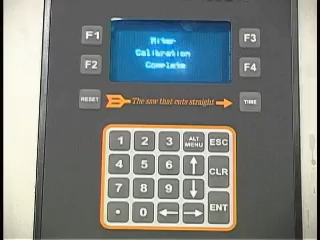 F1
Miter
Calibration
Complete
F3
F2
F4
RESET
The saw that cuts straight
TIME
1 2 3 ALT MENU ESC
4 5 6 CLR
7 8 9
. 0 ENT